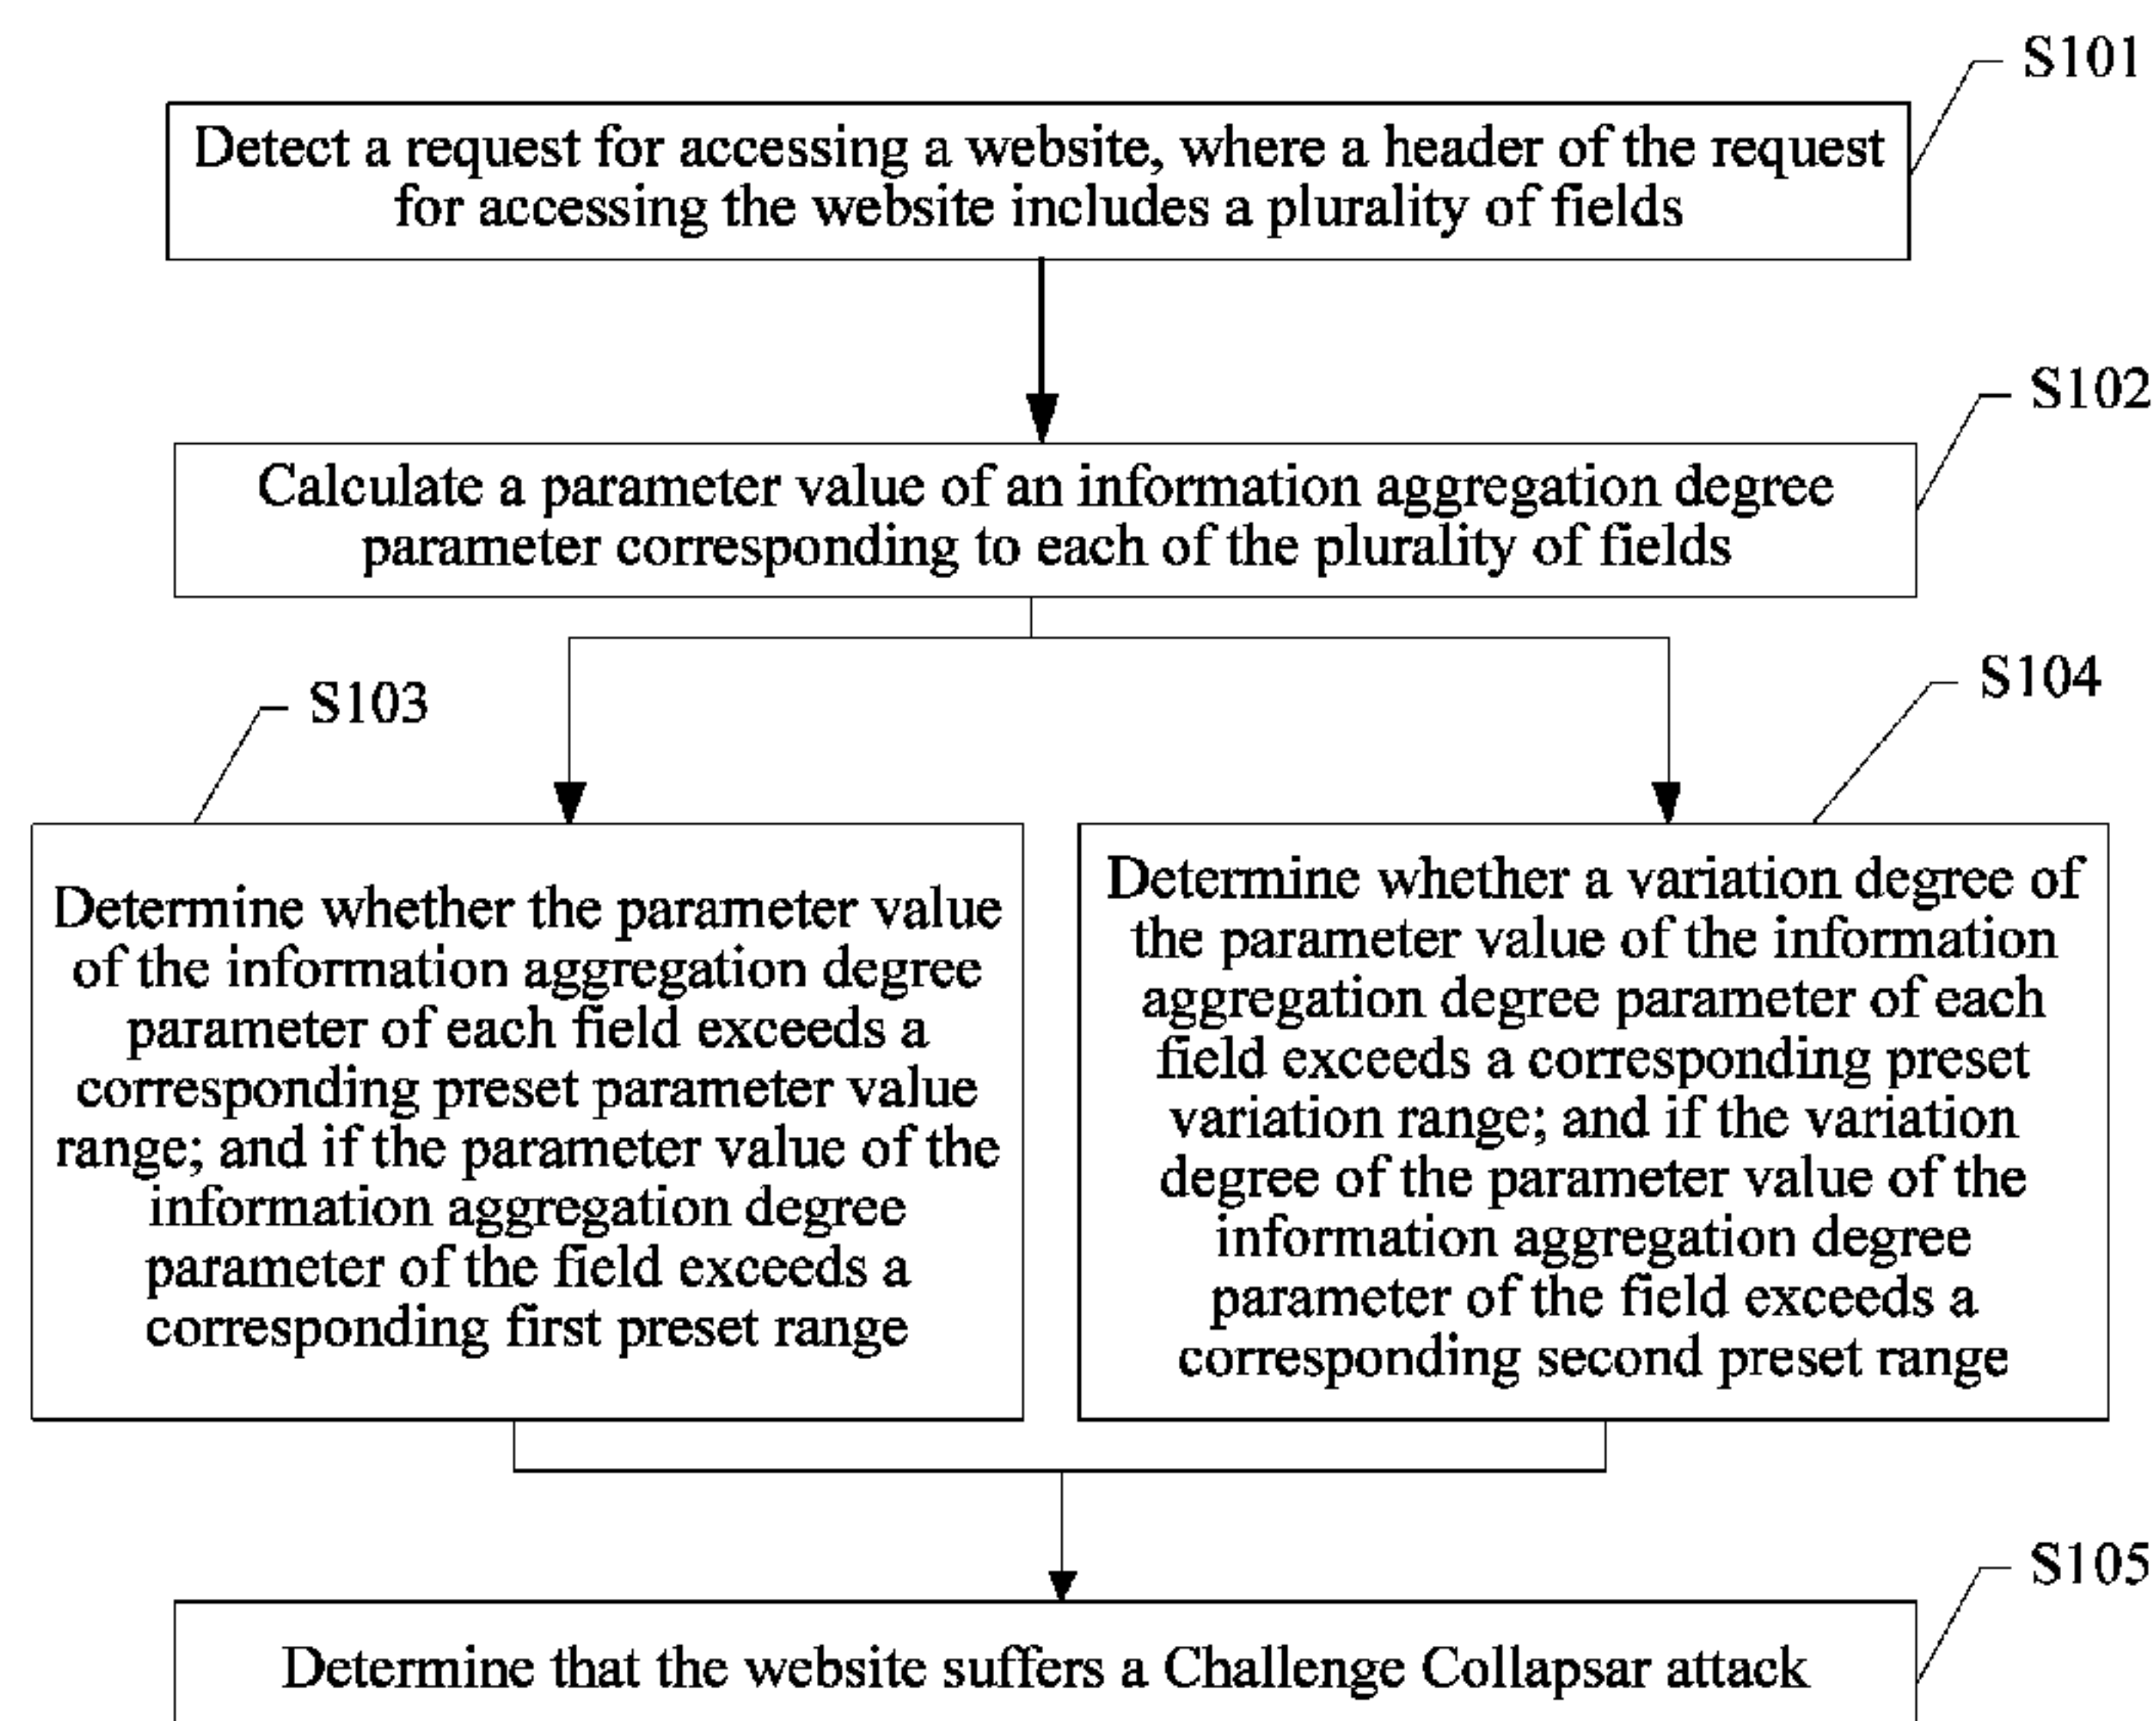 S101
Detect a request for accessing a website, where a header of the request
for accessing the website includes a plurality of fields
S102
Calculate a parameter value of an information aggregation degree
parameter corresponding to each of the plurality of fields
S103
Determine whether the parameter value
of the information aggregation degree
parameter of each field exceeds a
corresponding preset parameter value
range; and if the parameter value of the
information aggregation degree
parameter of the field exceeds a
corresponding first preset range
S104
Determine whether a variation degree of
the parameter value of the information
aggregation degree parameter of each
field exceeds a corresponding preset
variation range; and if the variation
degree of the parameter value of the
information aggregation degree
parameter of the field exceeds a
corresponding second preset range
S105
Determine that the website suffers a Challenge Collapsar attack